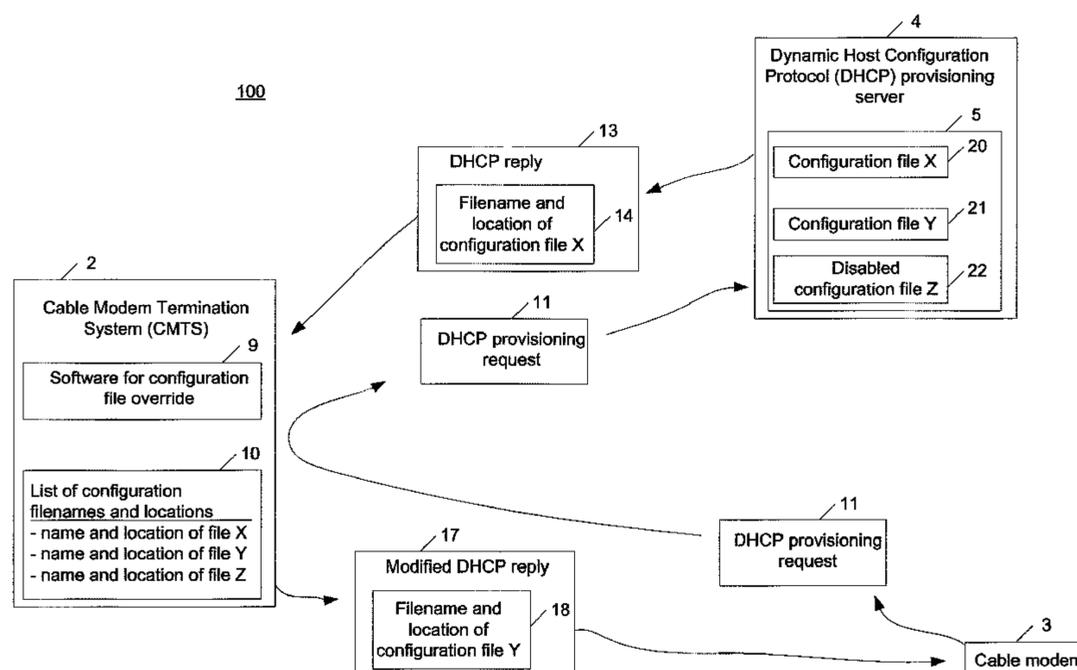 100
4
Dynamic Host Configuration
Protocol (DHCP) provisioning
server
5
Configuration file X
20
Configuration file Y
21
Disabled
configuration file Z
22
13
DHCP reply
Filename and
location of
configuration file X
14
11
DHCP provisioning
request
2
Cable Modem Termination
System (CMTS)
9
Software for configuration
file override
10
List of configuration
filenames and locations
- name and location of file X
- name and location of file Y
- name and location of file Z
17
Modified DHCP reply
Filename and
location of
configuration file Y
18
11
DHCP provisioning
request
3
Cable modem